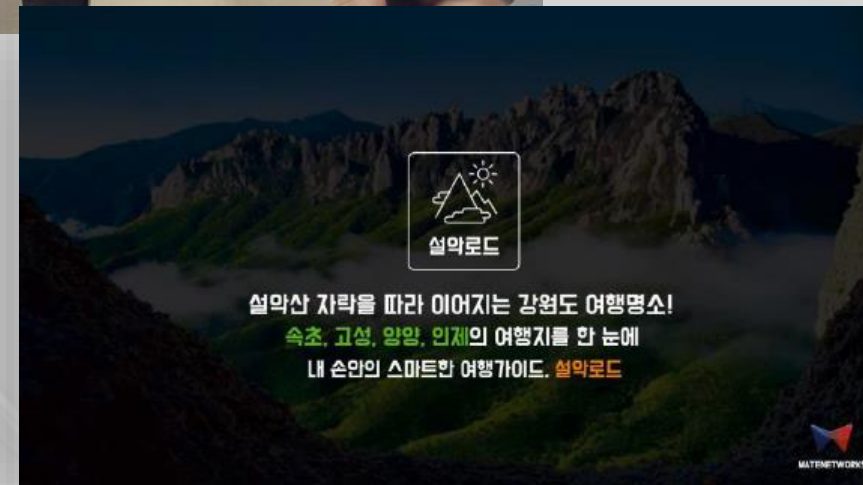 설악로드
설악산 자락을 따라 이어지는 강원도 여행명소!
속초, 고성, 양양, 인제의 여행지를 한 눈에
내 손안의 스마트한 여행가이드. 설악로드
MATENETWORKS